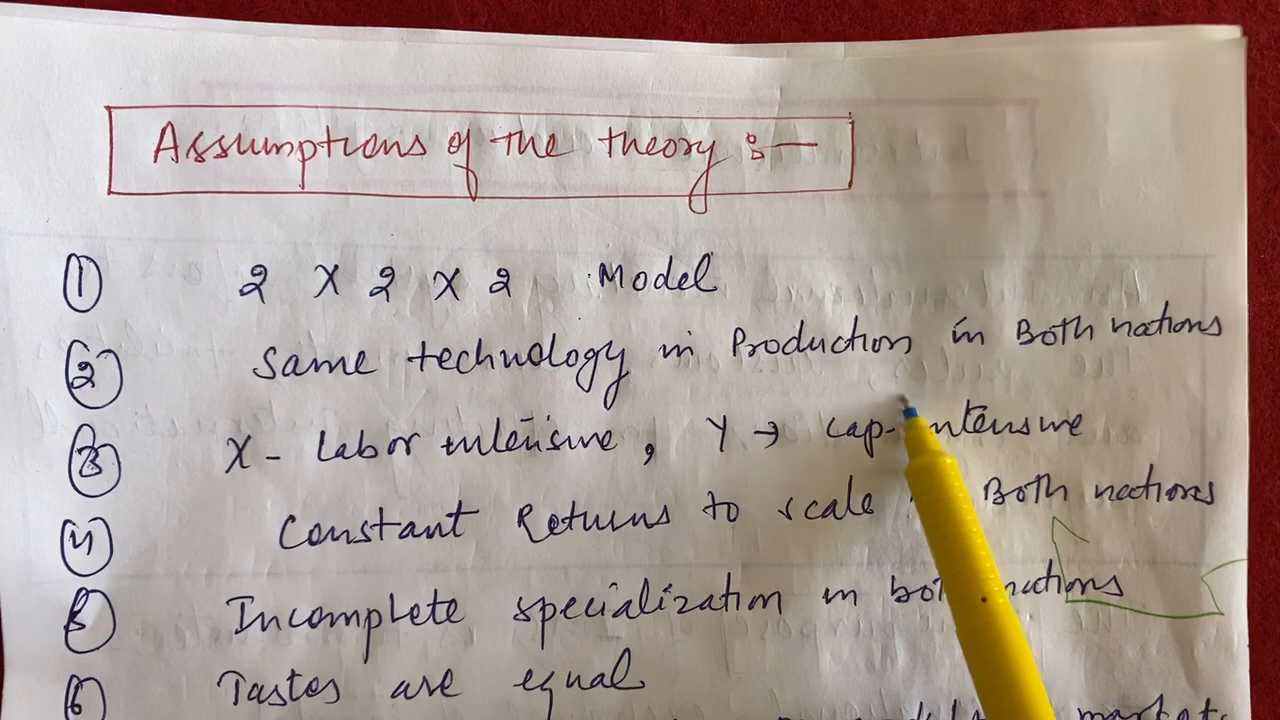 Assumptions of the theory :-
① 2 X 2 X 2 Model
② Same technology in Production in Both nations
③ X - Labor intensive, Y → Cap-intensive
④ Constant Returns to scale Both nations
⑤ Incomplete specialization in both nations
⑥ Tastes are equal
markets